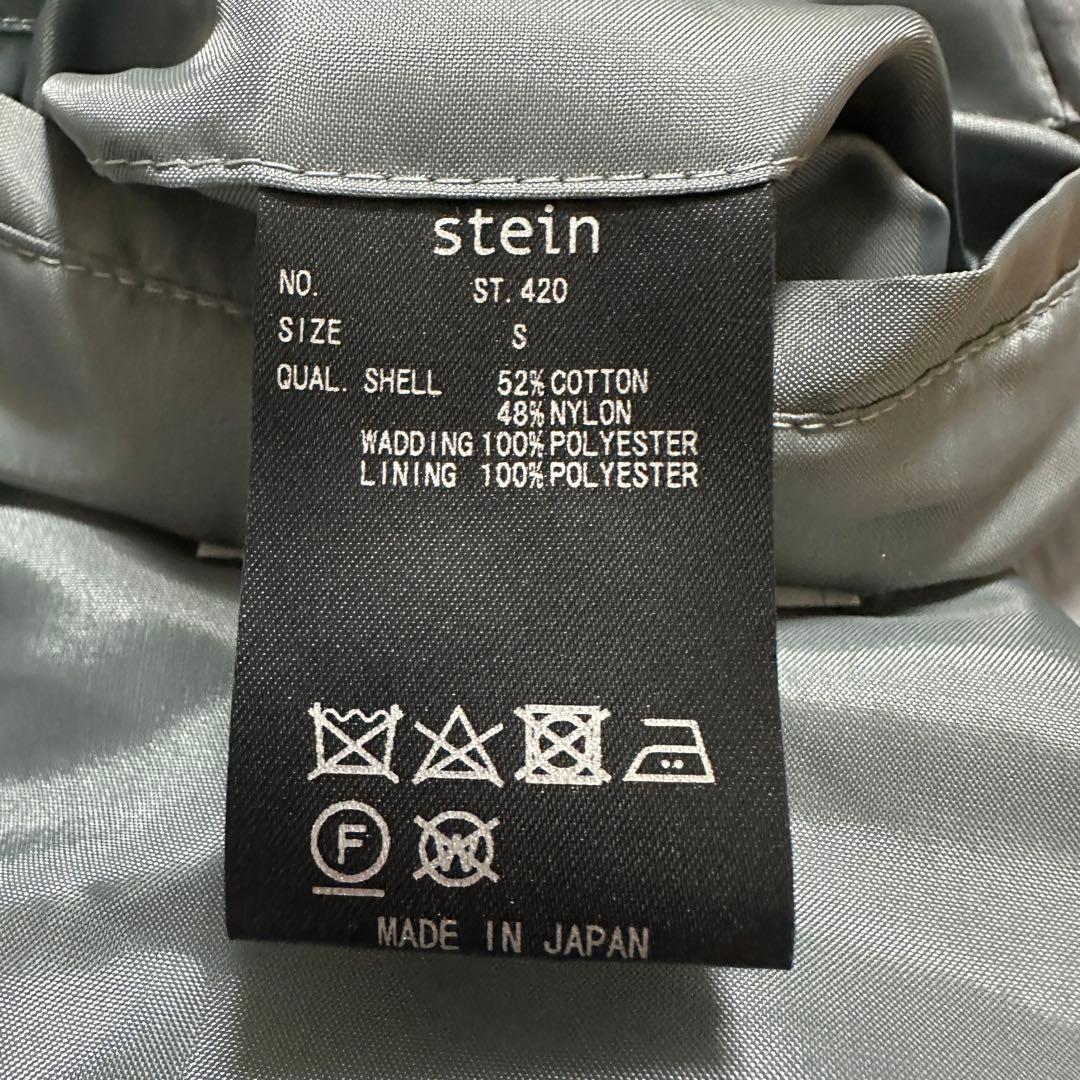 stein
NO. ST. 420
SIZE S
QUAL. SHELL 52% COTTON
48% NYLON
WADDING 100% POLYESTER
LINING 100% POLYESTER
F W
MADE IN JAPAN